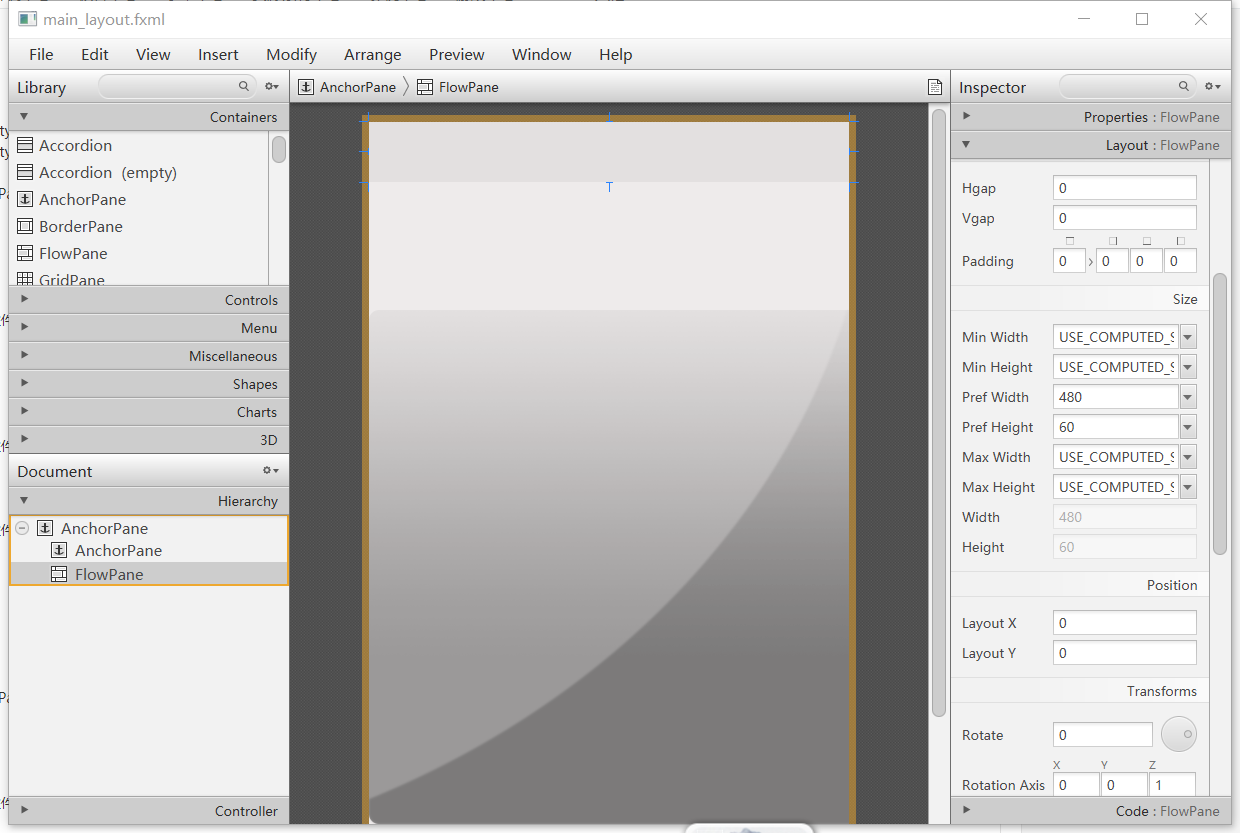 main_layout.fxml
File Edit View Insert Modify Arrange Preview Window Help
Library
Containers
Accordion
Accordion (empty)
AnchorPane
BorderPane
FlowPane
GridPane
Controls
Menu
Miscellaneous
Shapes
Charts
3D
Document
Hierarchy
AnchorPane
AnchorPane
FlowPane
Controller
AnchorPane FlowPane
Inspector
Properties : FlowPane
Layout : FlowPane
Hgap 0
Vgap 0
Padding 0 0 0 0
Size
Min Width USE_COMPUTED_S
Min Height USE_COMPUTED_S
Pref Width 480
Pref Height 60
Max Width USE_COMPUTED_S
Max Height USE_COMPUTED_S
Width 480
Height 60
Position
Layout X 0
Layout Y 0
Transforms
Rotate 0
X Y Z
Rotation Axis 0 0 1
Code : FlowPane